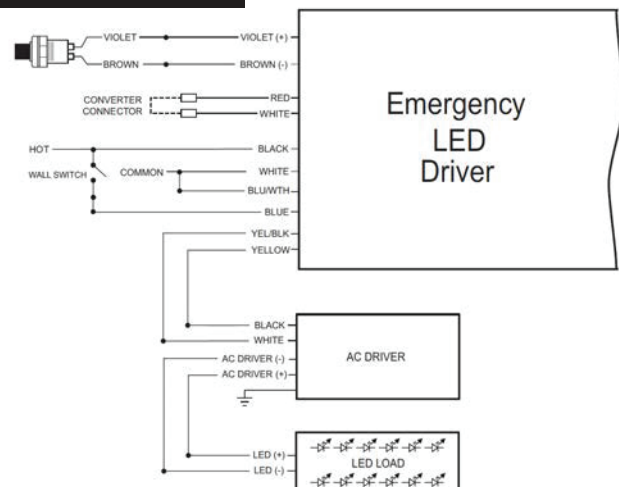 VIOLET
VIOLET (+)
BROWN
BROWN (-)
CONVERTER
CONNECTOR
RED
WHITE
HOT
BLACK
WALL SWITCH
COMMON
WHITE
BLU/WTH
BLUE
YEL/BLK
YELLOW
Emergency
LED
Driver
BLACK
WHITE
AC DRIVER (-)
AC DRIVER (+)
AC DRIVER
LED (+)
LED (-)
LED LOAD